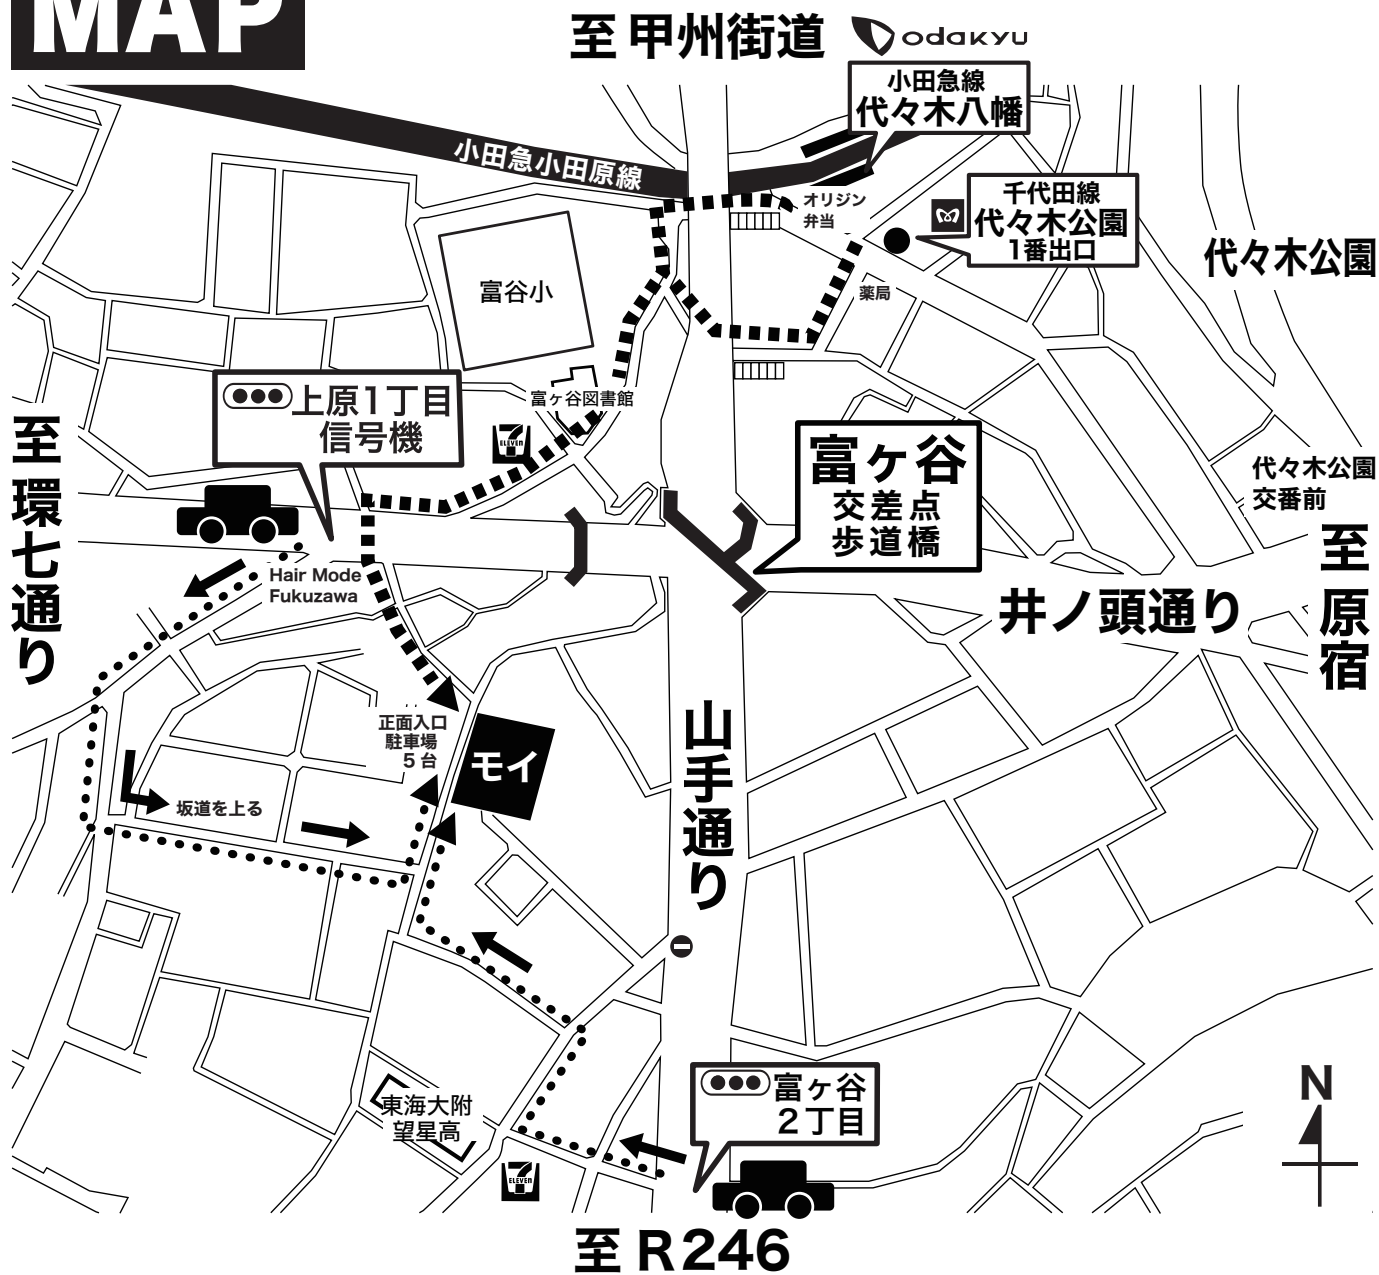 MAP
至 甲州街道
odakyu
小田急線
代々木八幡
小田急小田原線
オリジン
弁当
千代田線
代々木公園
1番出口
代々木公園
薬局
富谷小
富ヶ谷図書館
上原1丁目
信号機
7
ELEVEN
富ヶ谷
交差点
歩道橋
代々木公園
交番前
至 環七通り
至 原宿
Hair Mode
Fukuzawa
井ノ頭通り
正面入口
駐車場
5台
モイ
山手通り
坂道を上る
富ヶ谷
2丁目
東海大附
望星高
7
ELEVEN
N
至 R246